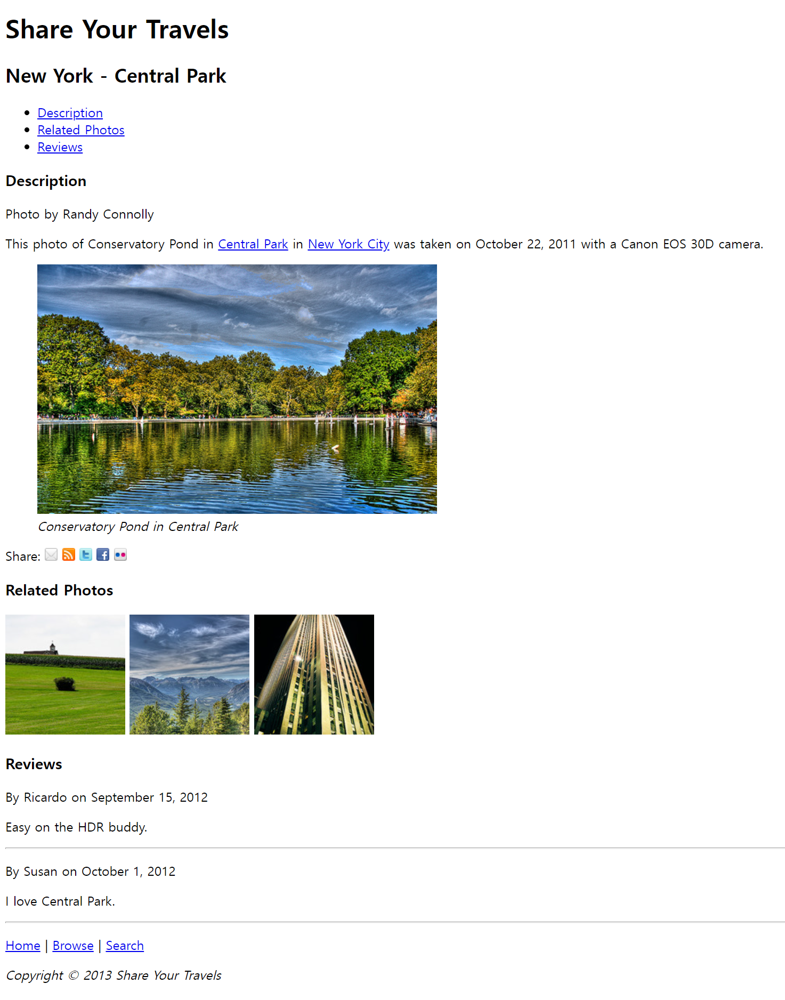 Share Your Travels
New York - Central Park
Description
Related Photos
Reviews
Description
Photo by Randy Connolly
This photo of Conservatory Pond in Central Park in New York City was taken on October 22, 2011 with a Canon EOS 30D camera.
Conservatory Pond in Central Park
Share:
Related Photos
Reviews
By Ricardo on September 15, 2012
Easy on the HDR buddy.
By Susan on October 1, 2012
I love Central Park.
Home | Browse | Search
Copyright © 2013 Share Your Travels